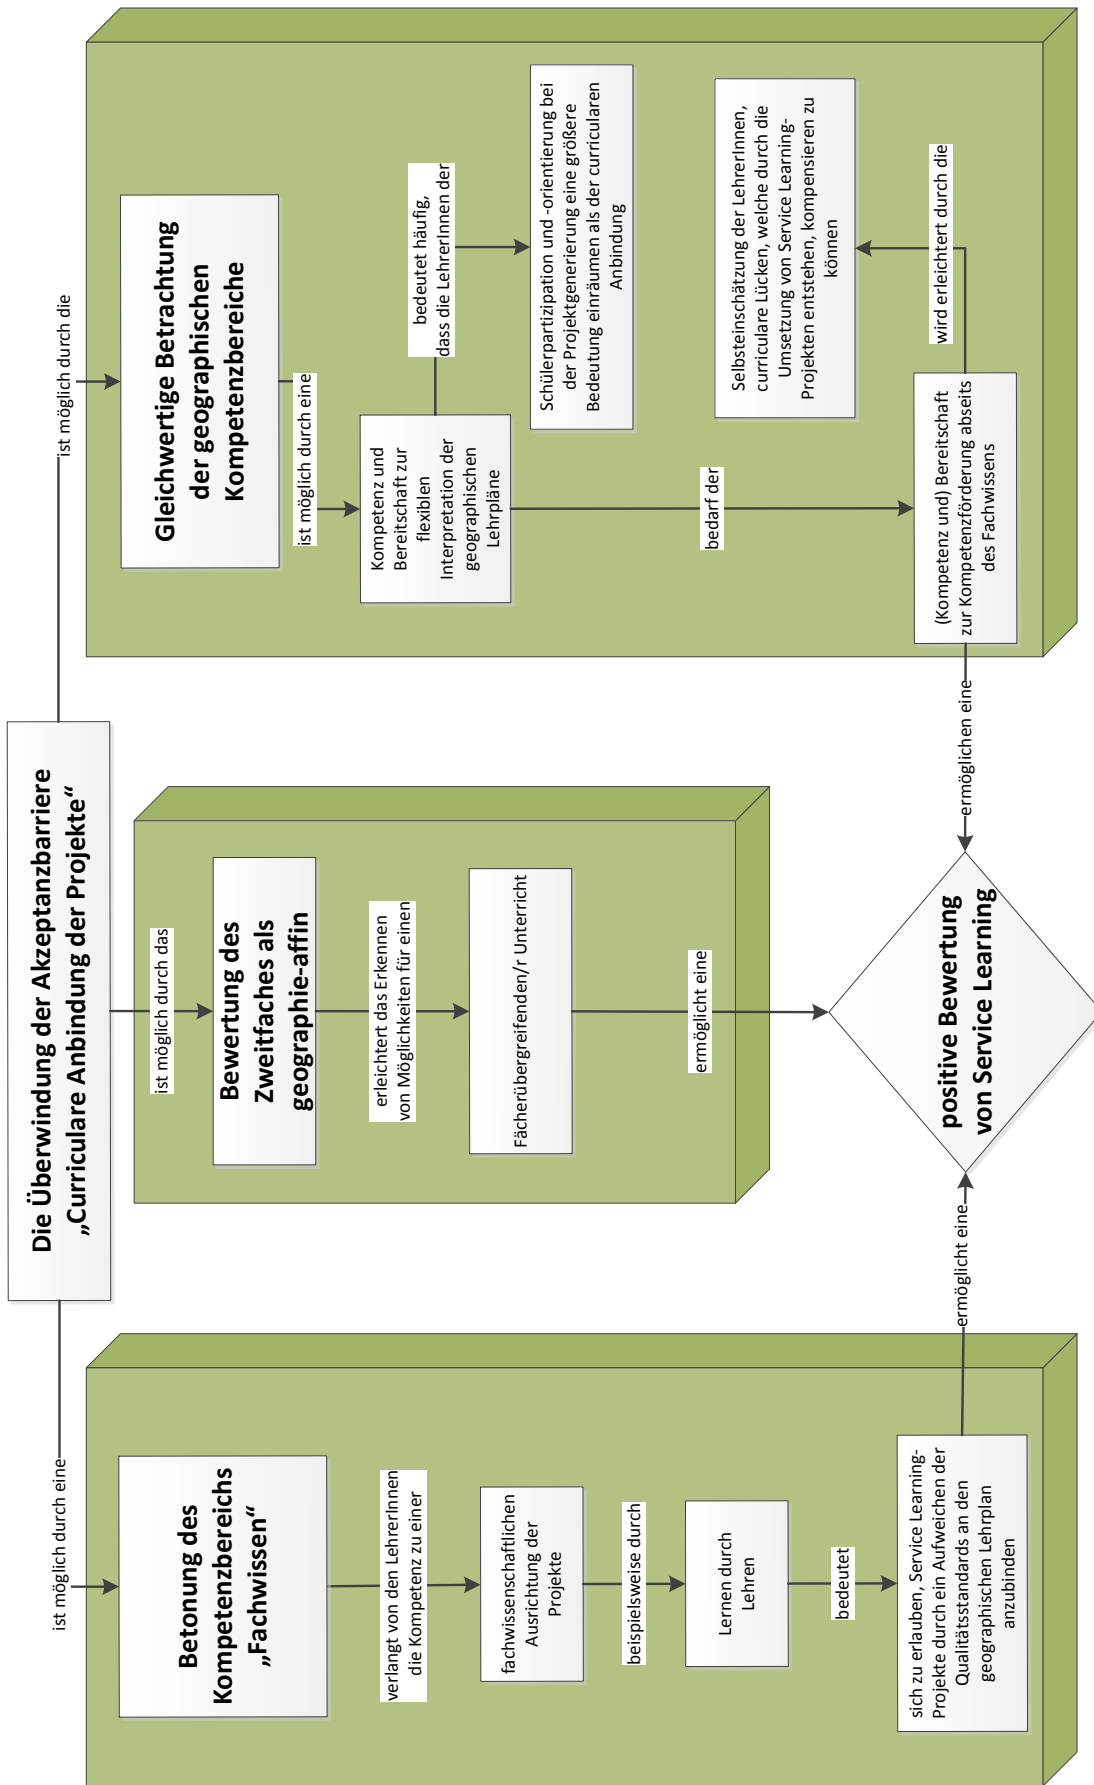 Die Überwindung der Akzeptanzbarriere
„Curriculare Anbindung der Projekte“
ist möglich durch eine
Betonung des
Kompetenzbereichs
„Fachwissen“
verlangt von den LehrerInnen
die Kompetenz zu einer
fachwissenschaftlichen
Ausrichtung der
Projekte
beispielsweise durch
Lernen durch
Lehren
bedeutet
sich zu erlauben, Service Learning-
Projekte durch ein Aufweichen der
Qualitätsstandards an den
geographischen Lehrplan
anzubinden
ermöglicht eine
ist möglich durch das
Bewertung des
Zweitfaches als
geographie-affin
erleichtert das Erkennen
von Möglichkeiten für einen
Fächerübergreifenden/r Unterricht
ermöglicht eine
positive Bewertung
von Service Learning
ist möglich durch die
Gleichwertige Betrachtung
der geographischen
Kompetenzbereiche
ist möglich durch eine
Kompetenz und
Bereitschaft zur
flexiblen
Interpretation der
geographischen
Lehrpläne
bedeutet häufig,
dass die LehrerInnen der
Schülerpartizipation und -orientierung bei
der Projektgenerierung eine größere
Bedeutung einräumen als der curricularen
Anbindung
bedarf der
(Kompetenz und) Bereitschaft
zur Kompetenzförderung abseits
des Fachwissens
wird erleichtert durch die
Selbsteinschätzung der LehrerInnen,
curriculare Lücken, welche durch die
Umsetzung von Service Learning-
Projekten entstehen, kompensieren zu
können
ermöglichen eine